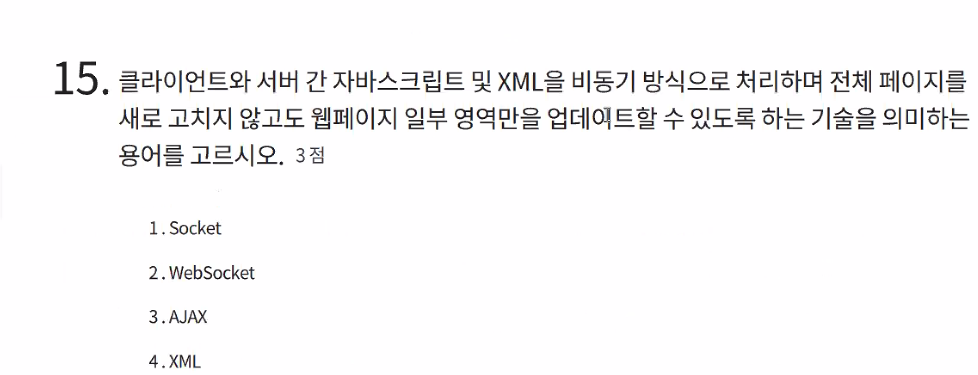 15. 클라이언트와 서버 간 자바스크립트 및 XML을 비동기 방식으로 처리하며 전체 페이지를
새로 고치지 않고도 웹페이지 일부 영역만을 업데이트할 수 있도록 하는 기술을 의미하는
용어를 고르시오. 3점
1. Socket
2. WebSocket
3. AJAX
4. XML